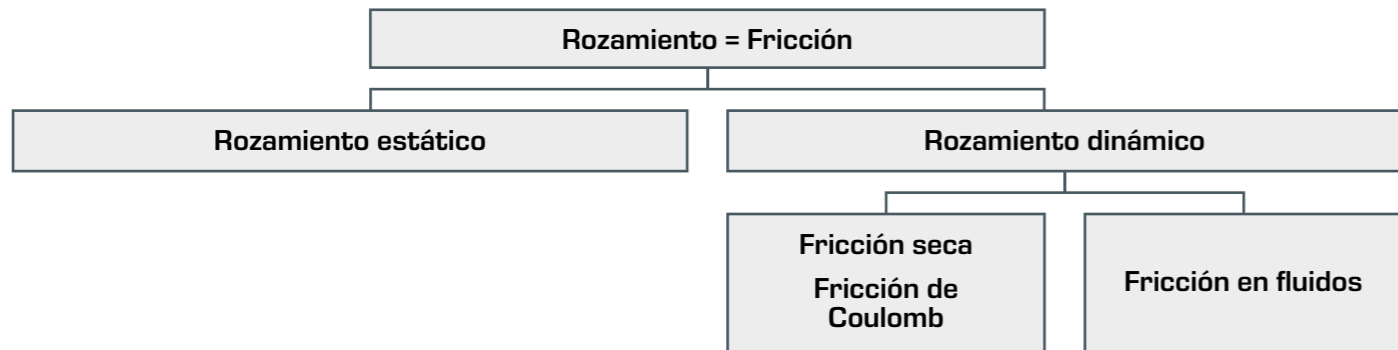 Rozamiento = Fricción
Rozamiento estático
Rozamiento dinámico
Fricción seca
Fricción de
Coulomb
Fricción en fluidos